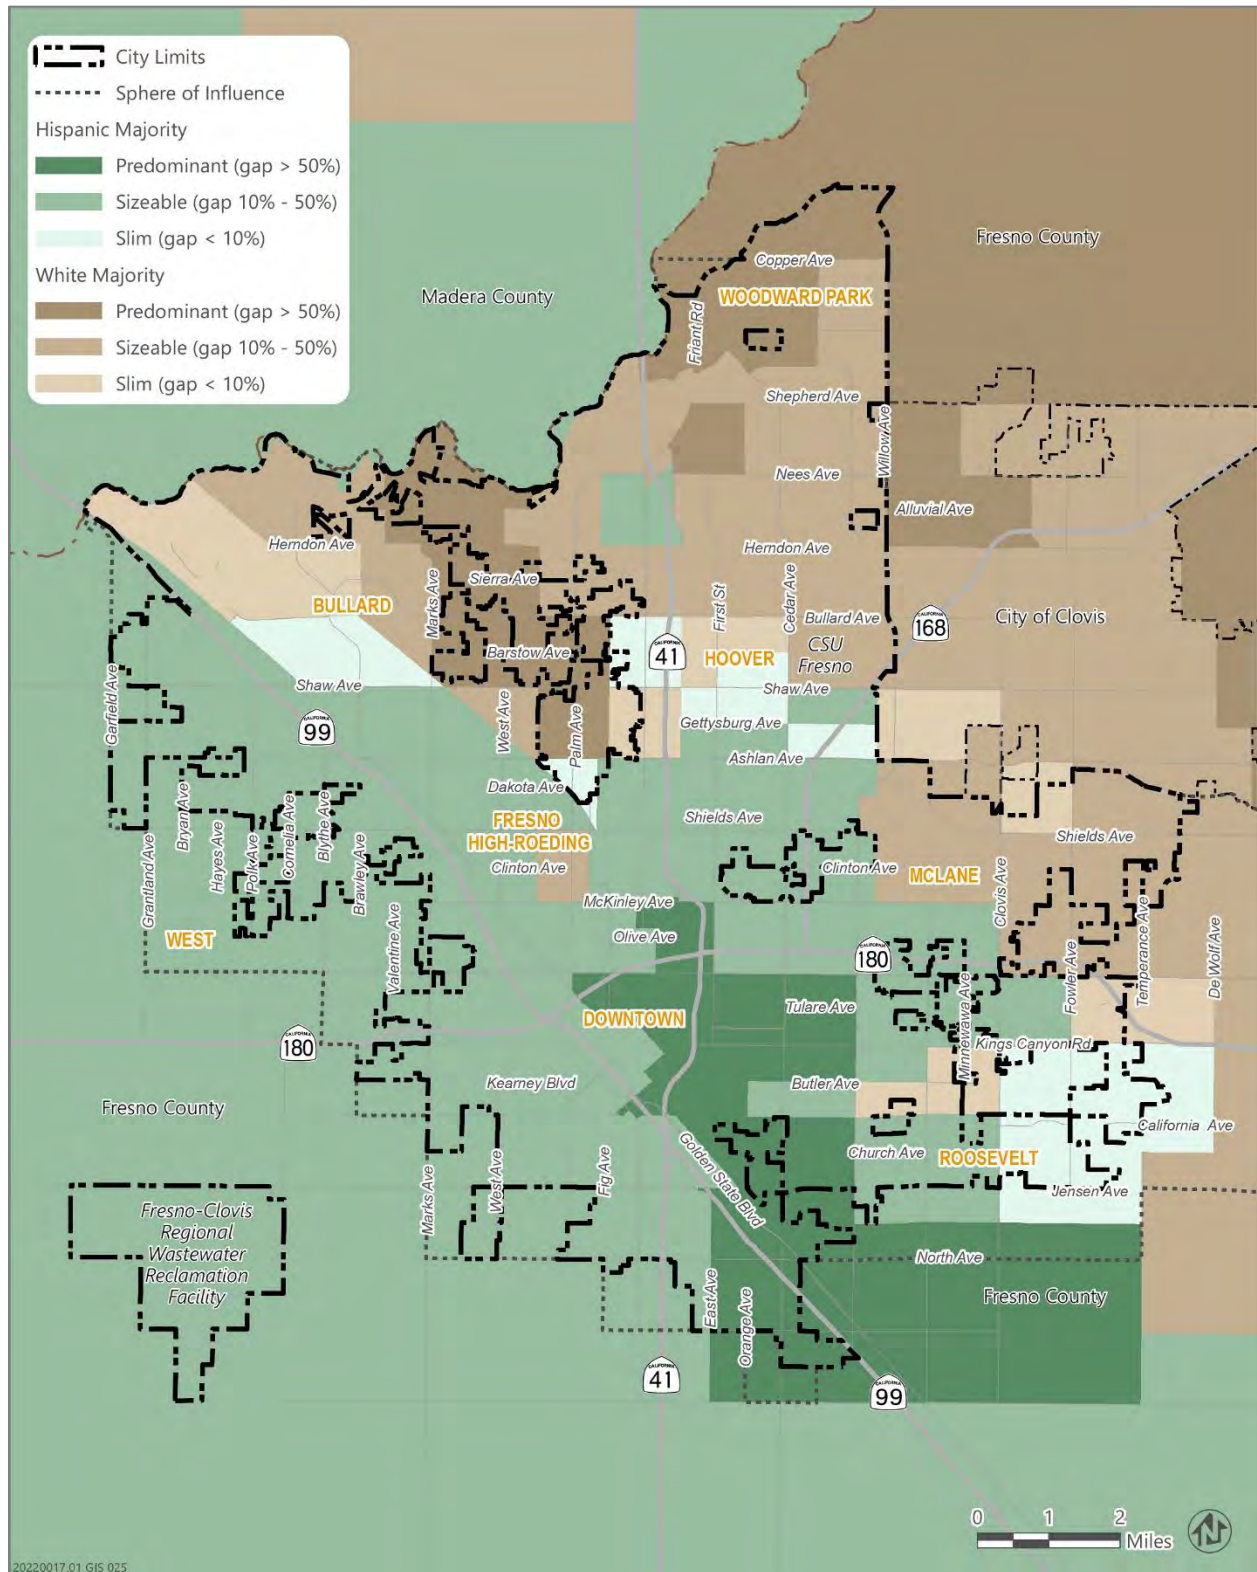 City Limits
Sphere of Influence
Hispanic Majority
Predominant (gap > 50%)
Sizeable (gap 10% - 50%)
Slim (gap < 10%)
White Majority
Predominant (gap > 50%)
Sizeable (gap 10% - 50%)
Slim (gap < 10%)
Fresno County
Copper Ave
Madera County
WOODWARD PARK
Friant Rd
Shepherd Ave
Willow Ave
Nees Ave
Alluvial Ave
Herndon Ave
Herndon Ave
Sierra Ave
Marks Ave
First St
Cedar Ave
BULLARD
Bullard Ave
CALIFORNIA
168
City of Clovis
CALIFORNIA
41
Barstow Ave
HOOVER
CSU
Fresno
Shaw Ave
Shaw Ave
Garfield Ave
CALIFORNIA
99
West Ave
Palm Ave
Gettysburg Ave
Ashlan Ave
Dakota Ave
Bryan Ave
Hayes Ave
Polk Ave
Cornelia Ave
Blythe Ave
Brawley Ave
Grantland Ave
FRESNO
HIGH-ROEDING
Shields Ave
Shields Ave
Clinton Ave
Clinton Ave
MCLANE
Clovis Ave
McKinley Ave
Olive Ave
WEST
Valentine Ave
CALIFORNIA
180
Fowler Ave
Temperance Ave
De Wolf Ave
DOWNTOWN
Tulare Ave
Minnewawa Ave
CALIFORNIA
180
Kings Canyon Rd
Kearney Blvd
Butler Ave
Fresno County
California Ave
Church Ave
ROOSEVELT
Golden State Blvd
Fig Ave
West Ave
Marks Ave
Jensen Ave
Fresno-Clovis
Regional
Wastewater
Reclamation
Facility
North Ave
Fresno County
East Ave
Orange Ave
CALIFORNIA
41
CALIFORNIA
99
0 1 2
Miles
N
20220017.01 GIS 025